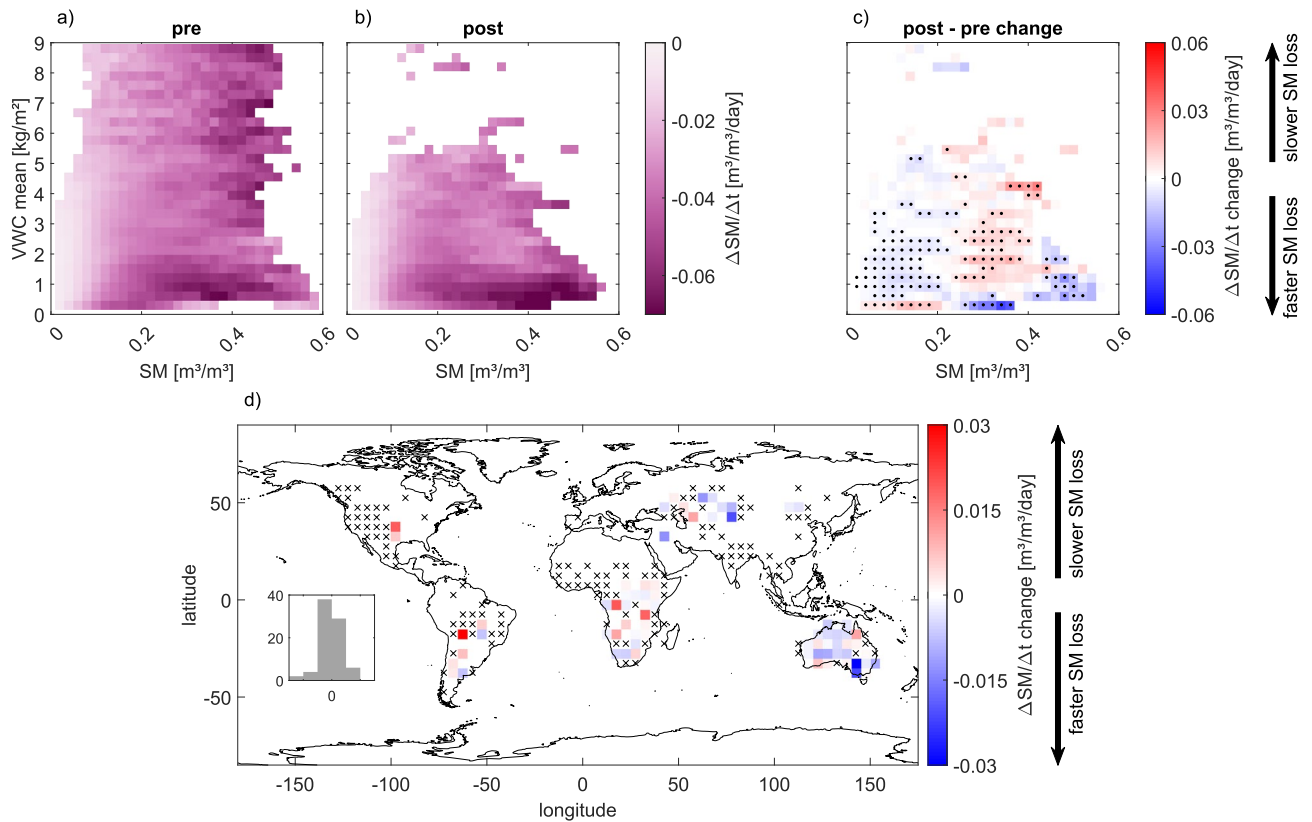 a)
pre
b)
post
c)
post - pre change
VWC mean [kg/m²]
9
8
7
6
5
4
3
2
1
0
0
0.2
0.4
0.6
SM [m³/m³]
0
0.2
0.4
0.6
SM [m³/m³]
0
-0.02
-0.04
-0.06
ΔSM/Δt [m³/m³/day]
0
0.2
0.4
0.6
SM [m³/m³]
0.06
0.03
0
-0.03
-0.06
ΔSM/Δt change [m³/m³/day]
slower SM loss
faster SM loss
d)
latitude
50
0
-50
40
20
0
0
-150
-100
-50
0
50
100
150
longitude
0.03
0.015
0
-0.015
-0.03
ΔSM/Δt change [m³/m³/day]
slower SM loss
faster SM loss